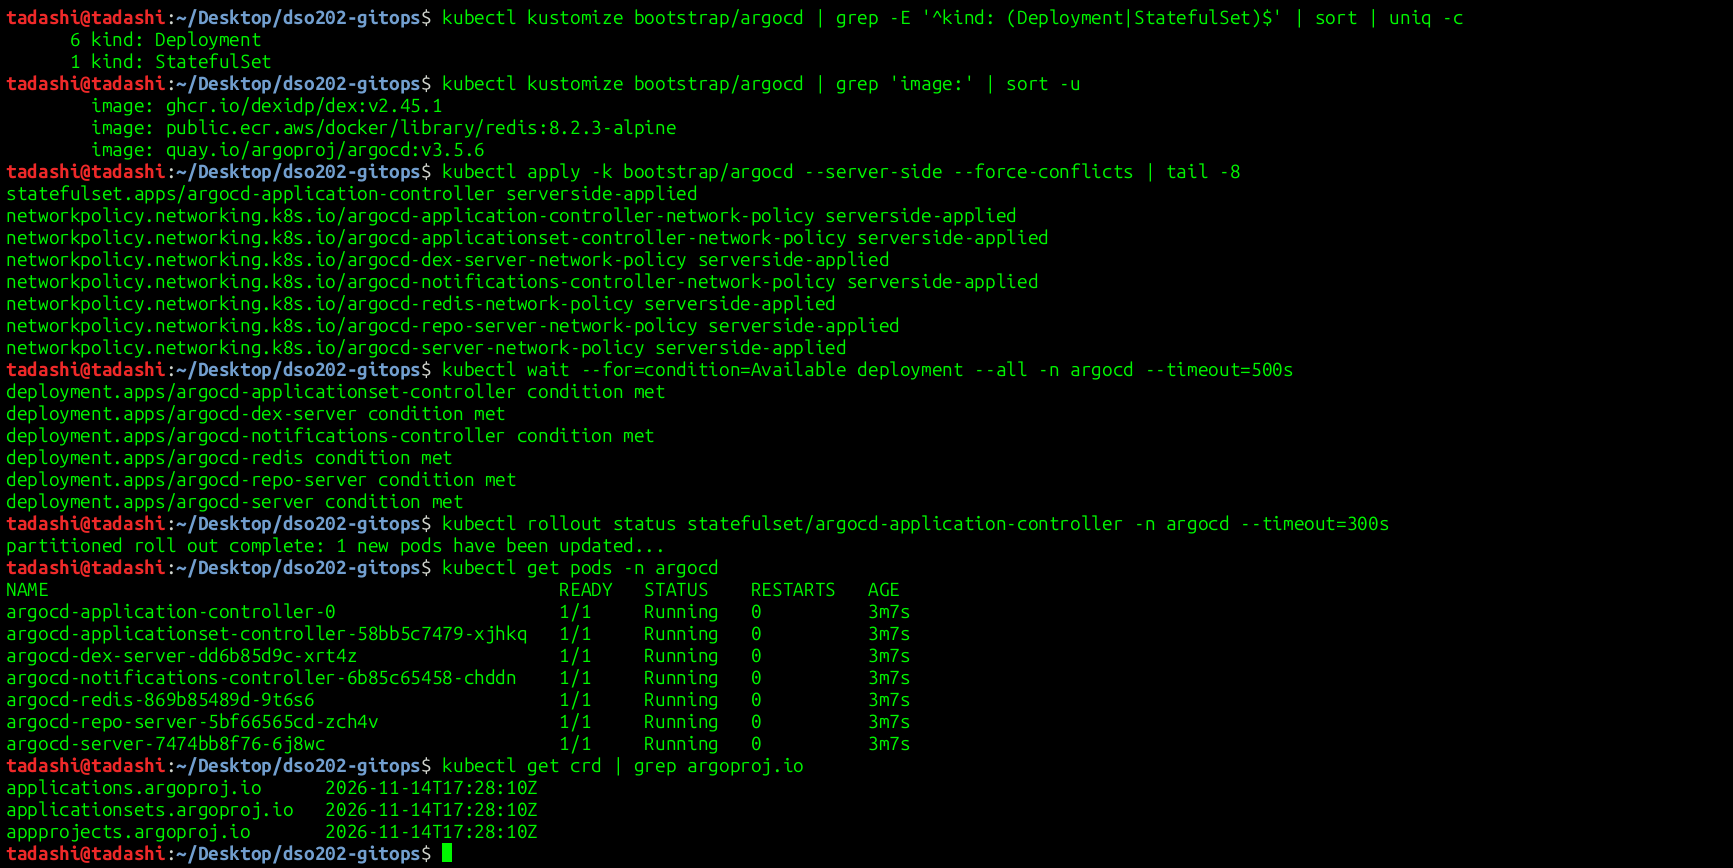 tadashi@tadashi:~/Desktop/dso202-gitops$ kubectl kustomize bootstrap/argocd | grep -E '^kind: (Deployment|StatefulSet)$' | sort | uniq -c
      6 kind: Deployment
      1 kind: StatefulSet
tadashi@tadashi:~/Desktop/dso202-gitops$ kubectl kustomize bootstrap/argocd | grep 'image:' | sort -u
        image: ghcr.io/dexidp/dex:v2.45.1
        image: public.ecr.aws/docker/library/redis:8.2.3-alpine
        image: quay.io/argoproj/argocd:v3.5.6
tadashi@tadashi:~/Desktop/dso202-gitops$ kubectl apply -k bootstrap/argocd --server-side --force-conflicts | tail -8
statefulset.apps/argocd-application-controller serverside-applied
networkpolicy.networking.k8s.io/argocd-application-controller-network-policy serverside-applied
networkpolicy.networking.k8s.io/argocd-applicationset-controller-network-policy serverside-applied
networkpolicy.networking.k8s.io/argocd-dex-server-network-policy serverside-applied
networkpolicy.networking.k8s.io/argocd-notifications-controller-network-policy serverside-applied
networkpolicy.networking.k8s.io/argocd-redis-network-policy serverside-applied
networkpolicy.networking.k8s.io/argocd-repo-server-network-policy serverside-applied
networkpolicy.networking.k8s.io/argocd-server-network-policy serverside-applied
tadashi@tadashi:~/Desktop/dso202-gitops$ kubectl wait --for=condition=Available deployment --all -n argocd --timeout=500s
deployment.apps/argocd-applicationset-controller condition met
deployment.apps/argocd-dex-server condition met
deployment.apps/argocd-notifications-controller condition met
deployment.apps/argocd-redis condition met
deployment.apps/argocd-repo-server condition met
deployment.apps/argocd-server condition met
tadashi@tadashi:~/Desktop/dso202-gitops$ kubectl rollout status statefulset/argocd-application-controller -n argocd --timeout=300s
partitioned roll out complete: 1 new pods have been updated...
tadashi@tadashi:~/Desktop/dso202-gitops$ kubectl get pods -n argocd
NAME                                                READY   STATUS    RESTARTS   AGE
argocd-application-controller-0                     1/1     Running   0          3m7s
argocd-applicationset-controller-58bb5c7479-xjhkq   1/1     Running   0          3m7s
argocd-dex-server-dd6b85d9c-xrt4z                   1/1     Running   0          3m7s
argocd-notifications-controller-6b85c65458-chddn    1/1     Running   0          3m7s
argocd-redis-869b85489d-9t6s6                       1/1     Running   0          3m7s
argocd-repo-server-5bf66565cd-zch4v                 1/1     Running   0          3m7s
argocd-server-7474bb8f76-6j8wc                      1/1     Running   0          3m7s
tadashi@tadashi:~/Desktop/dso202-gitops$ kubectl get crd | grep argoproj.io
applications.argoproj.io      2026-11-14T17:28:10Z
applicationsets.argoproj.io   2026-11-14T17:28:10Z
appprojects.argoproj.io       2026-11-14T17:28:10Z
tadashi@tadashi:~/Desktop/dso202-gitops$